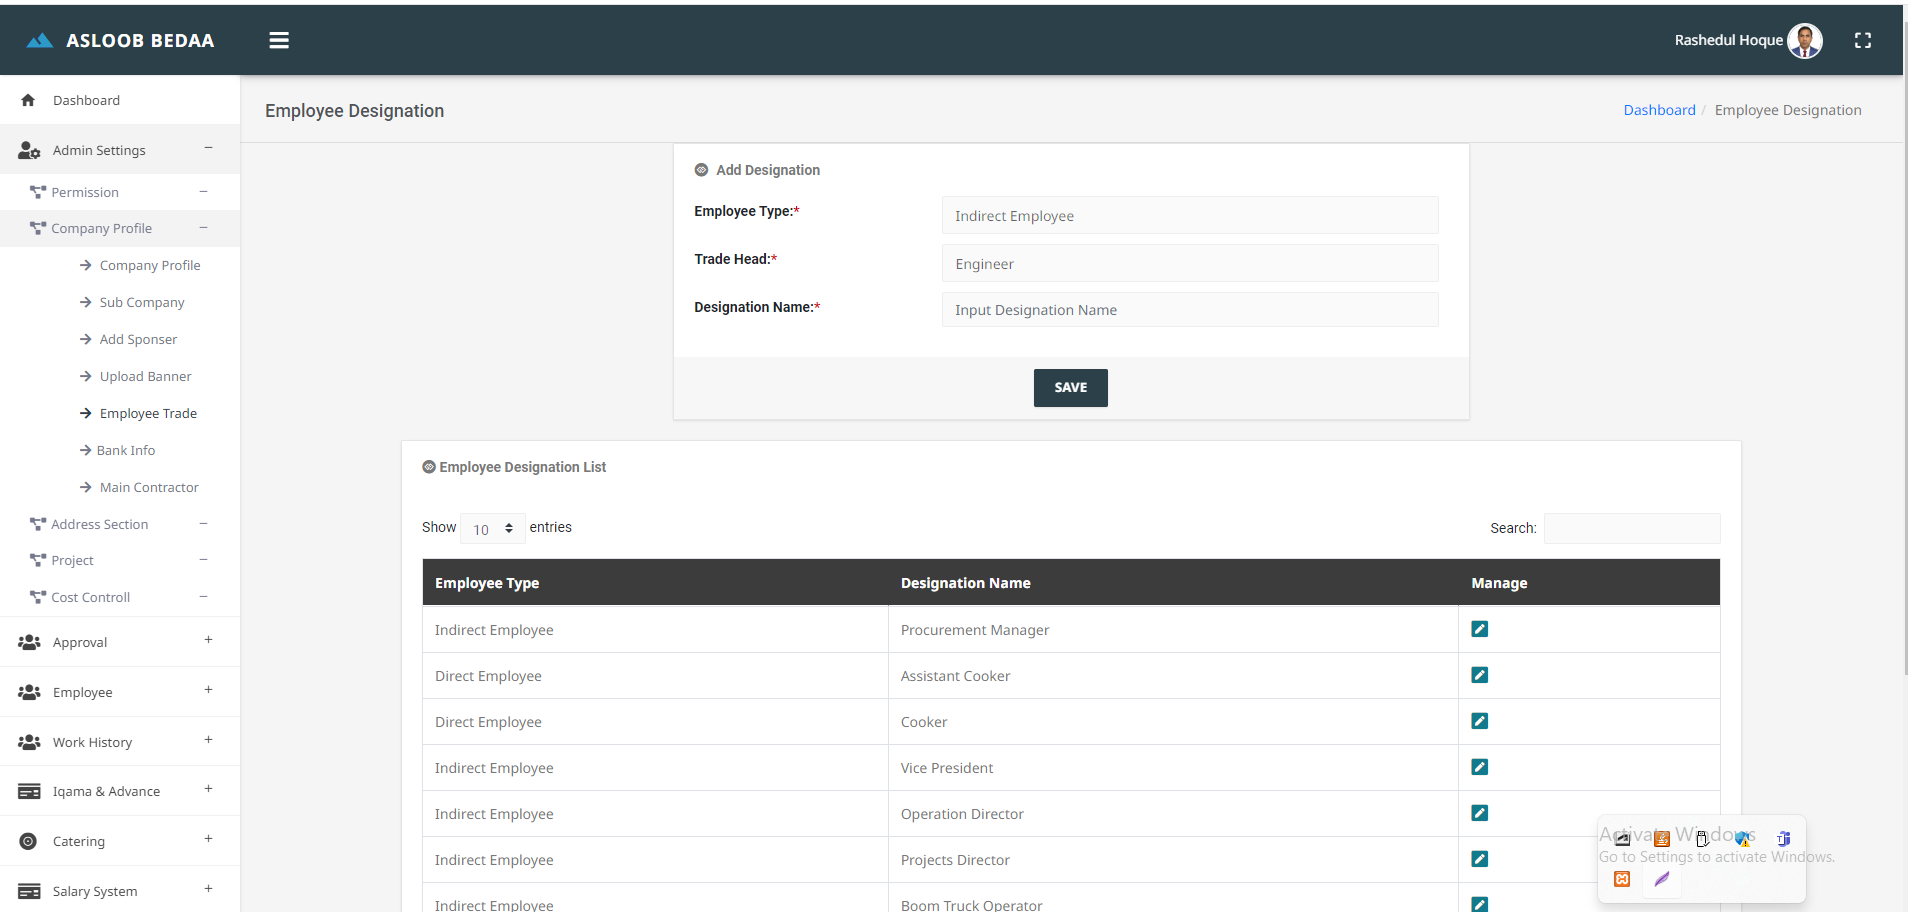 ASLOOB BEDAA
Rashedul Hoque
Dashboard
Admin Settings
Permission
Company Profile
Company Profile
Sub Company
Add Sponser
Upload Banner
Employee Trade
Bank Info
Main Contractor
Address Section
Project
Cost Controll
Approval
Employee
Work History
Iqama & Advance
Catering
Salary System
Employee Designation
Dashboard / Employee Designation
Add Designation
Employee Type:* Indirect Employee
Trade Head:* Engineer
Designation Name:* Input Designation Name
SAVE
Employee Designation List
Show 10 entries
Search:
Employee Type Designation Name Manage
Indirect Employee Procurement Manager
Direct Employee Assistant Cooker
Direct Employee Cooker
Indirect Employee Vice President
Indirect Employee Operation Director
Indirect Employee Projects Director
Indirect Employee Boom Truck Operator
Activate Windows
Go to Settings to activate Windows.